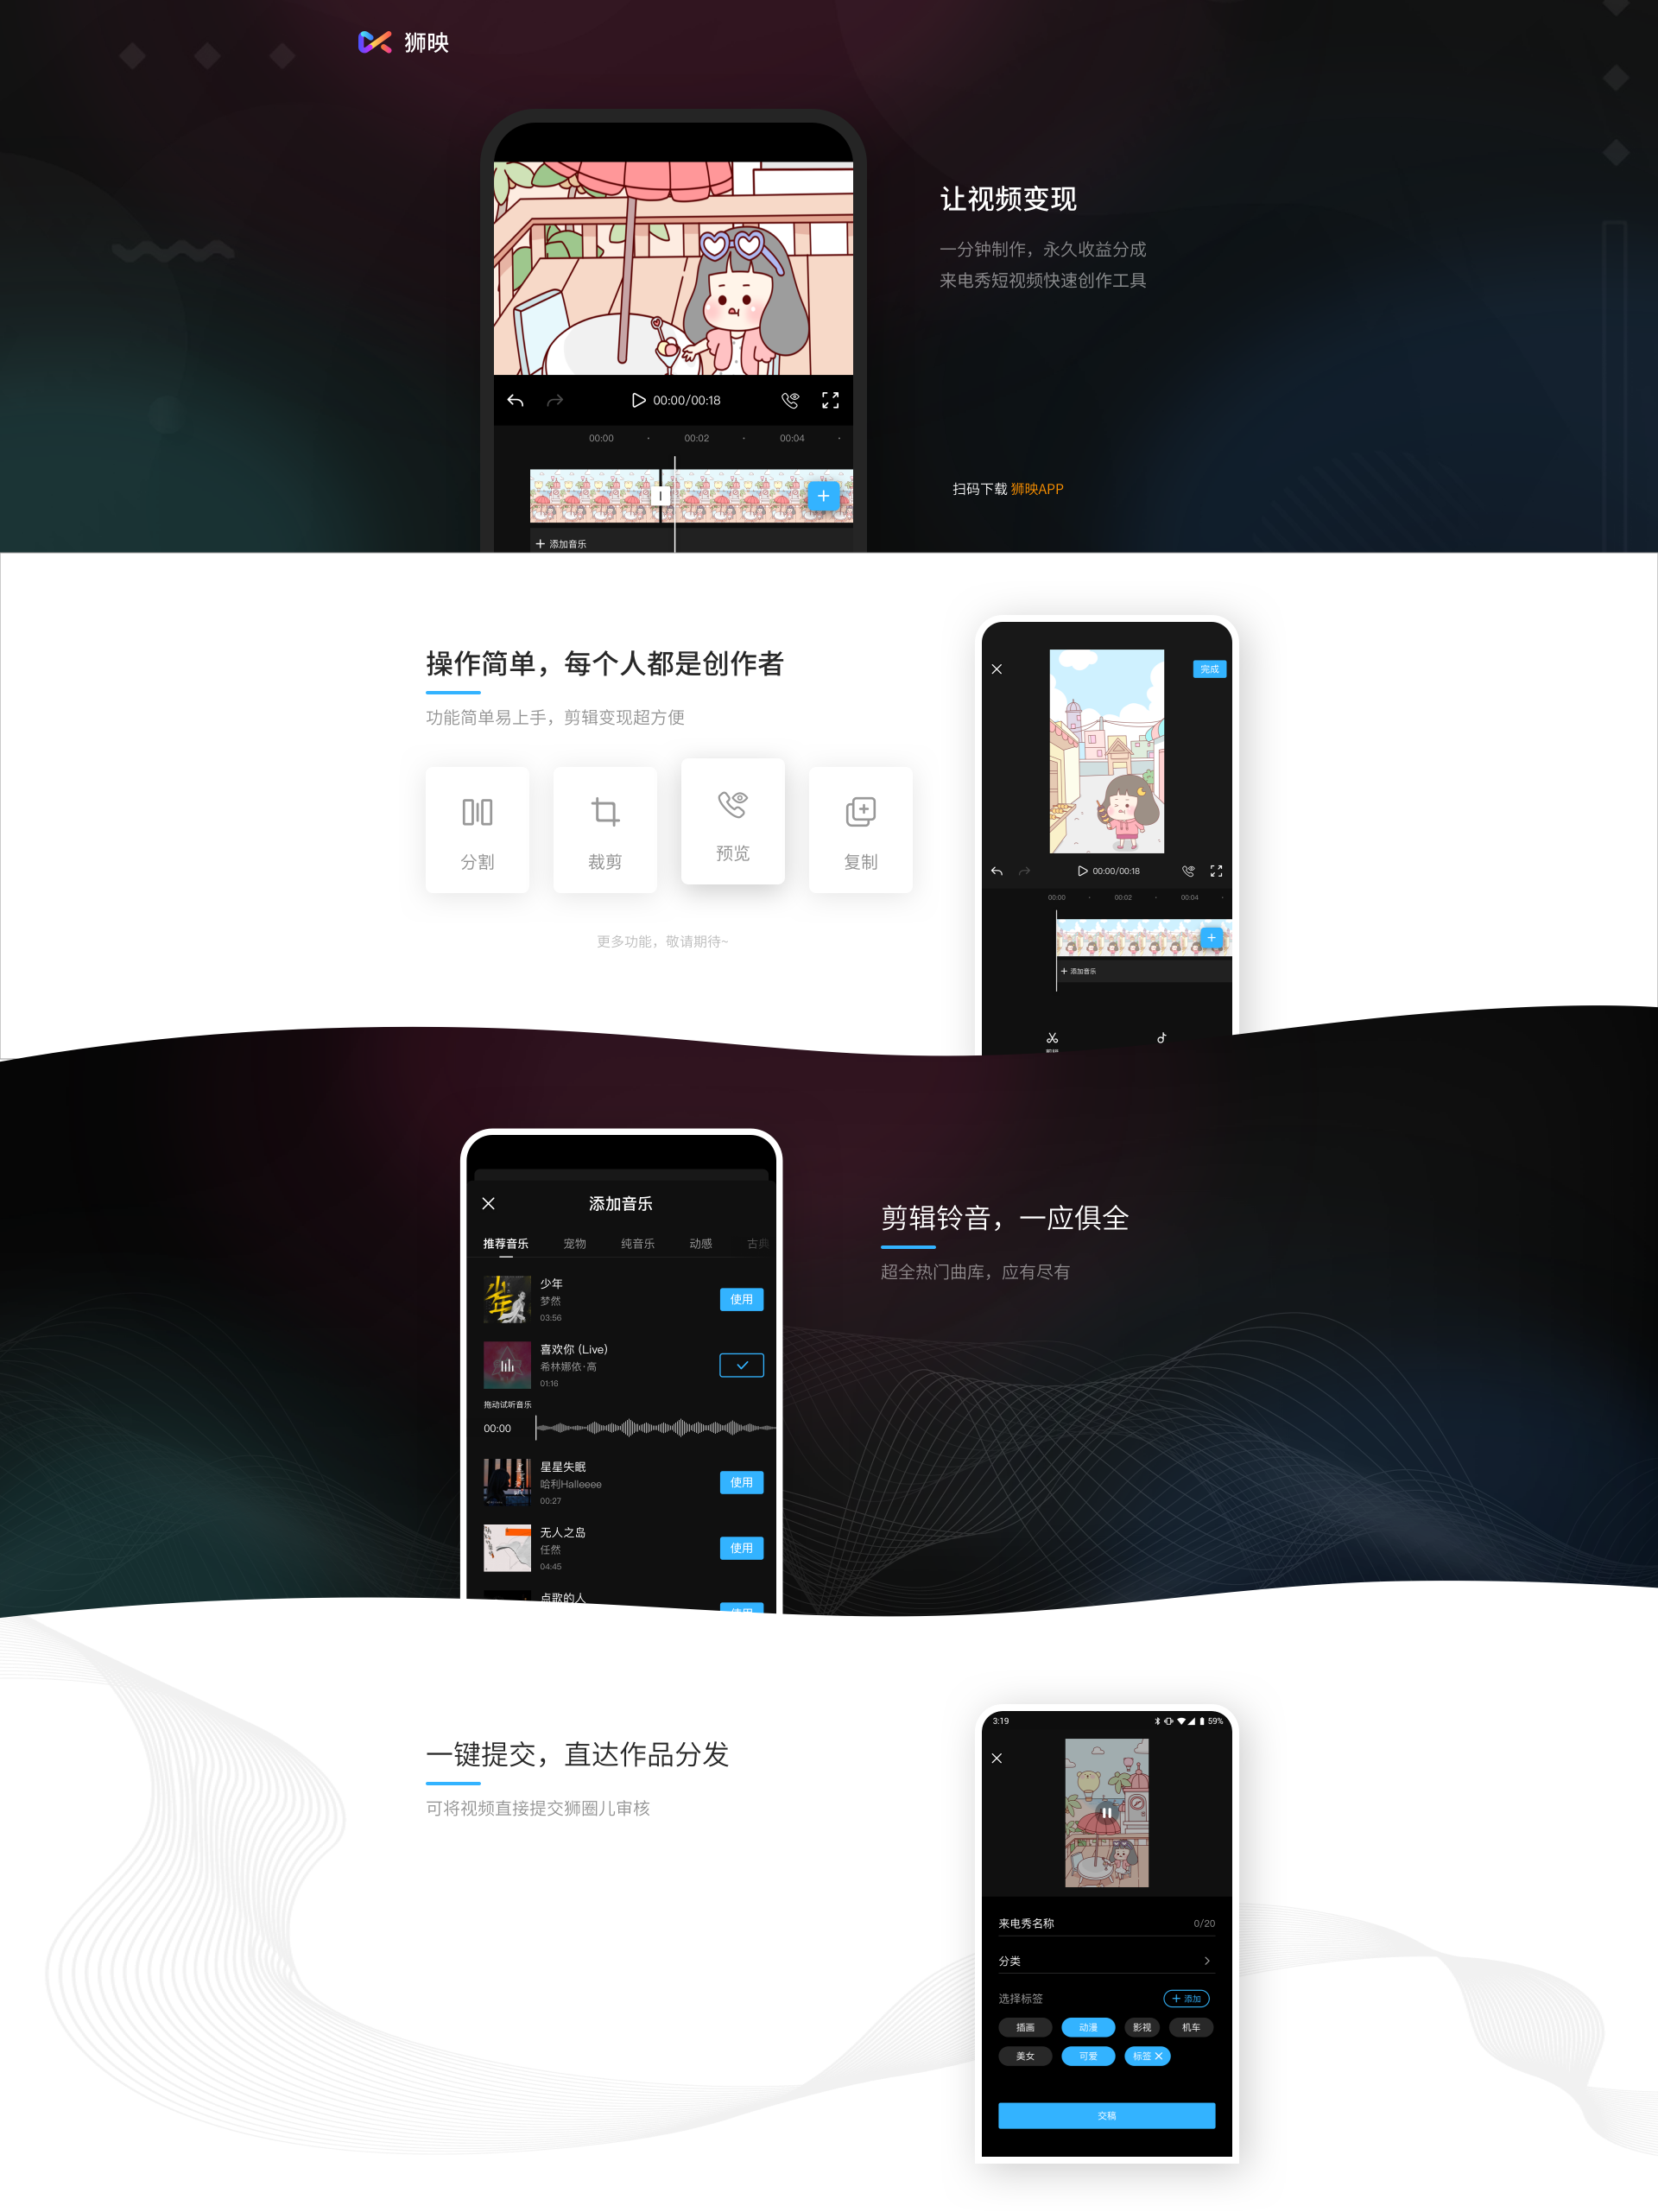 狮映
让视频变现
一分钟制作，永久收益分成
来电秀短视频快速创作工具
00:00/00:18
00:00
00:02
00:04
扫码下载 狮映APP
添加音乐
操作简单，每个人都是创作者
功能简单易上手，剪辑变现超方便
分割
裁剪
预览
复制
更多功能，敬请期待~
完成
00:00/00:18
00:00
00:02
00:04
添加音乐
添加音乐
推荐音乐
宠物
纯音乐
动感
古典
少年
梦然
03:56
使用
喜欢你 (Live)
希林娜依·高
01:16
拖动试听音乐
00:00
星星失眠
哈利Halleeee
00:27
使用
无人之岛
任然
04:45
使用
点歌的人
使用
剪辑铃音，一应俱全
超全热门曲库，应有尽有
一键提交，直达作品分发
可将视频直接提交狮圈儿审核
3:19
59%
来电秀名称
0/20
分类
选择标签
添加
插画
动漫
影视
机车
美女
可爱
标签
交稿